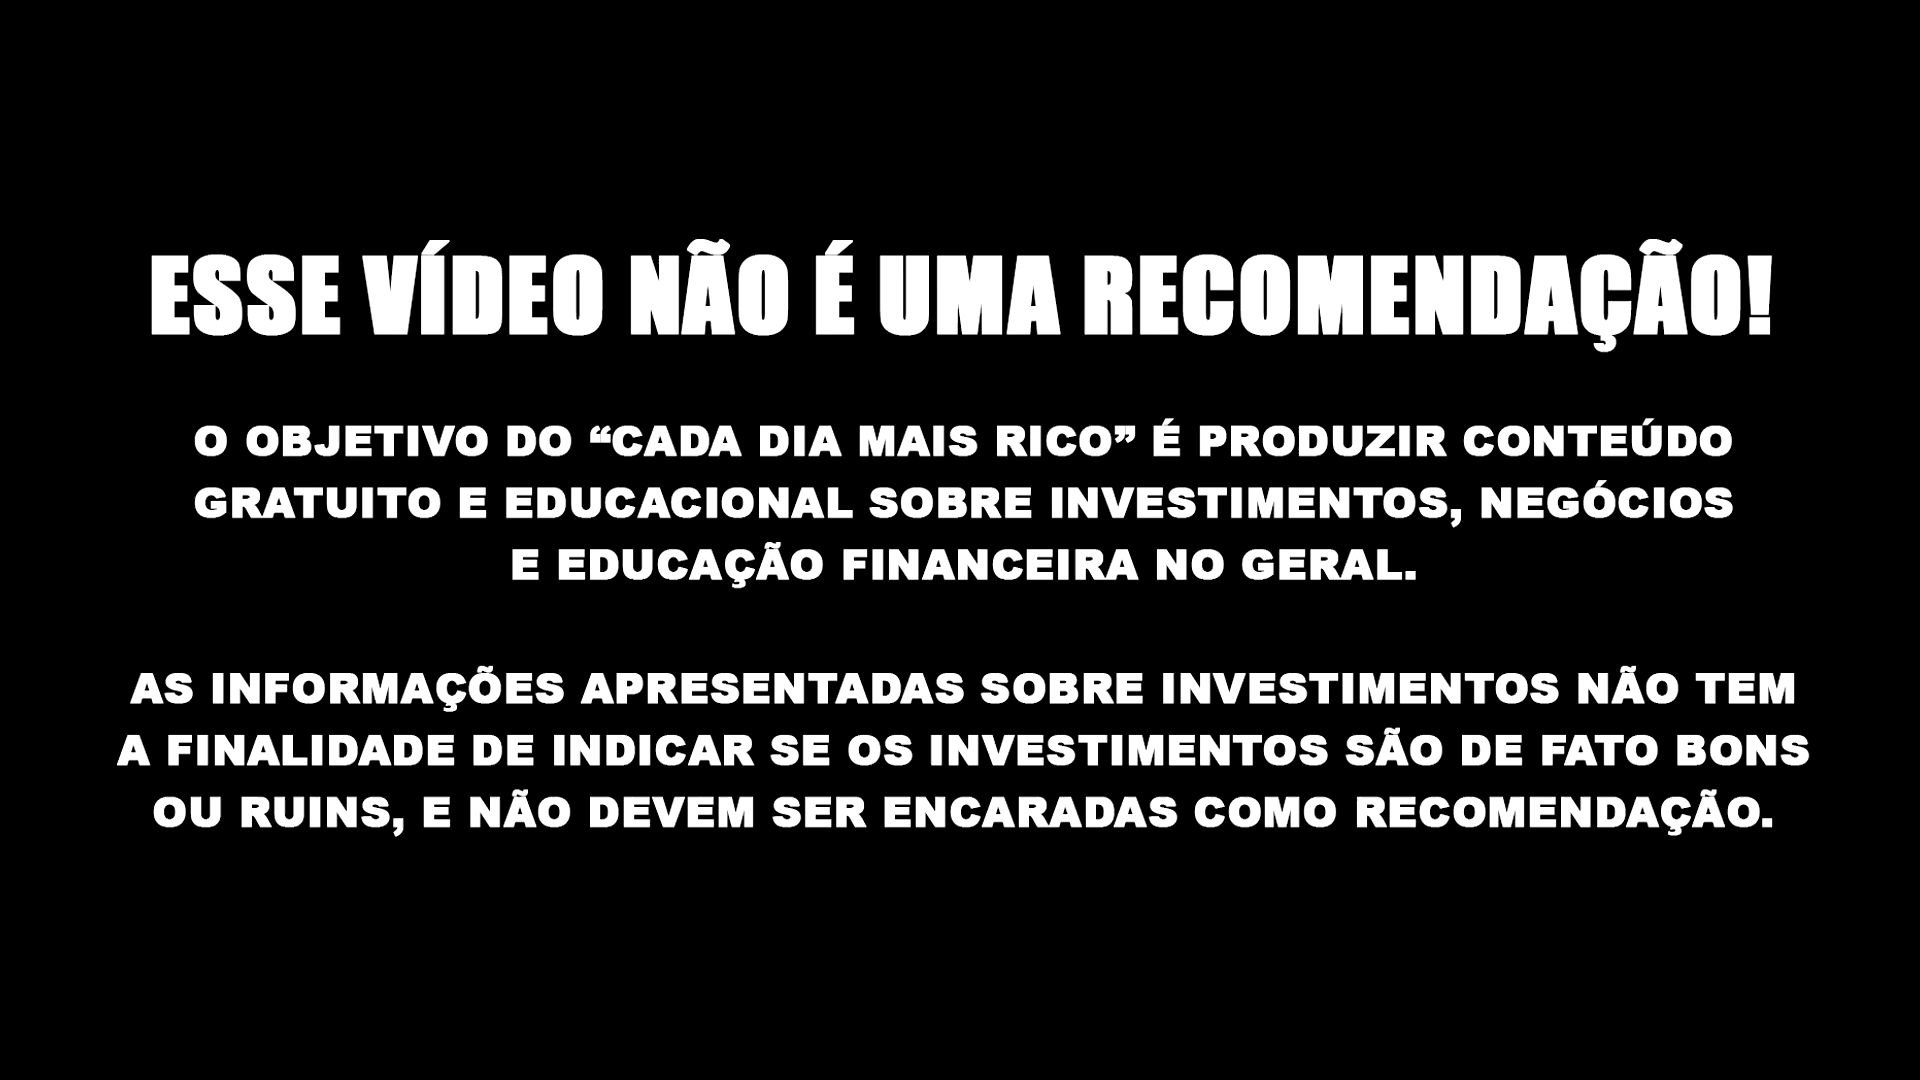 ESSE VÍDEO NÃO É UMA RECOMENDAÇÃO!
O OBJETIVO DO “CADA DIA MAIS RICO” É PRODUZIR CONTEÚDO
GRATUITO E EDUCACIONAL SOBRE INVESTIMENTOS, NEGÓCIOS
E EDUCAÇÃO FINANCEIRA NO GERAL.
AS INFORMAÇÕES APRESENTADAS SOBRE INVESTIMENTOS NÃO TEM
A FINALIDADE DE INDICAR SE OS INVESTIMENTOS SÃO DE FATO BONS
OU RUINS, E NÃO DEVEM SER ENCARADAS COMO RECOMENDAÇÃO.